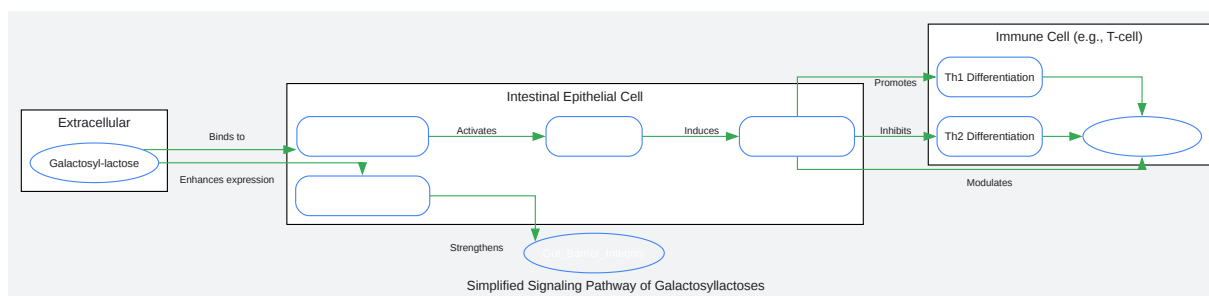 Immune Cell (e.g., T-cell)
Promotes
Th1 Differentiation
Intestinal Epithelial Cell
Extracellular
Binds to
Activates
Induces
Inhibits
Th2 Differentiation
Galactosyl-lactose
Enhances expression
Modulates
Strengthens
Gut_Barrier_Integrity
Simplified Signaling Pathway of Galactosyllactoses